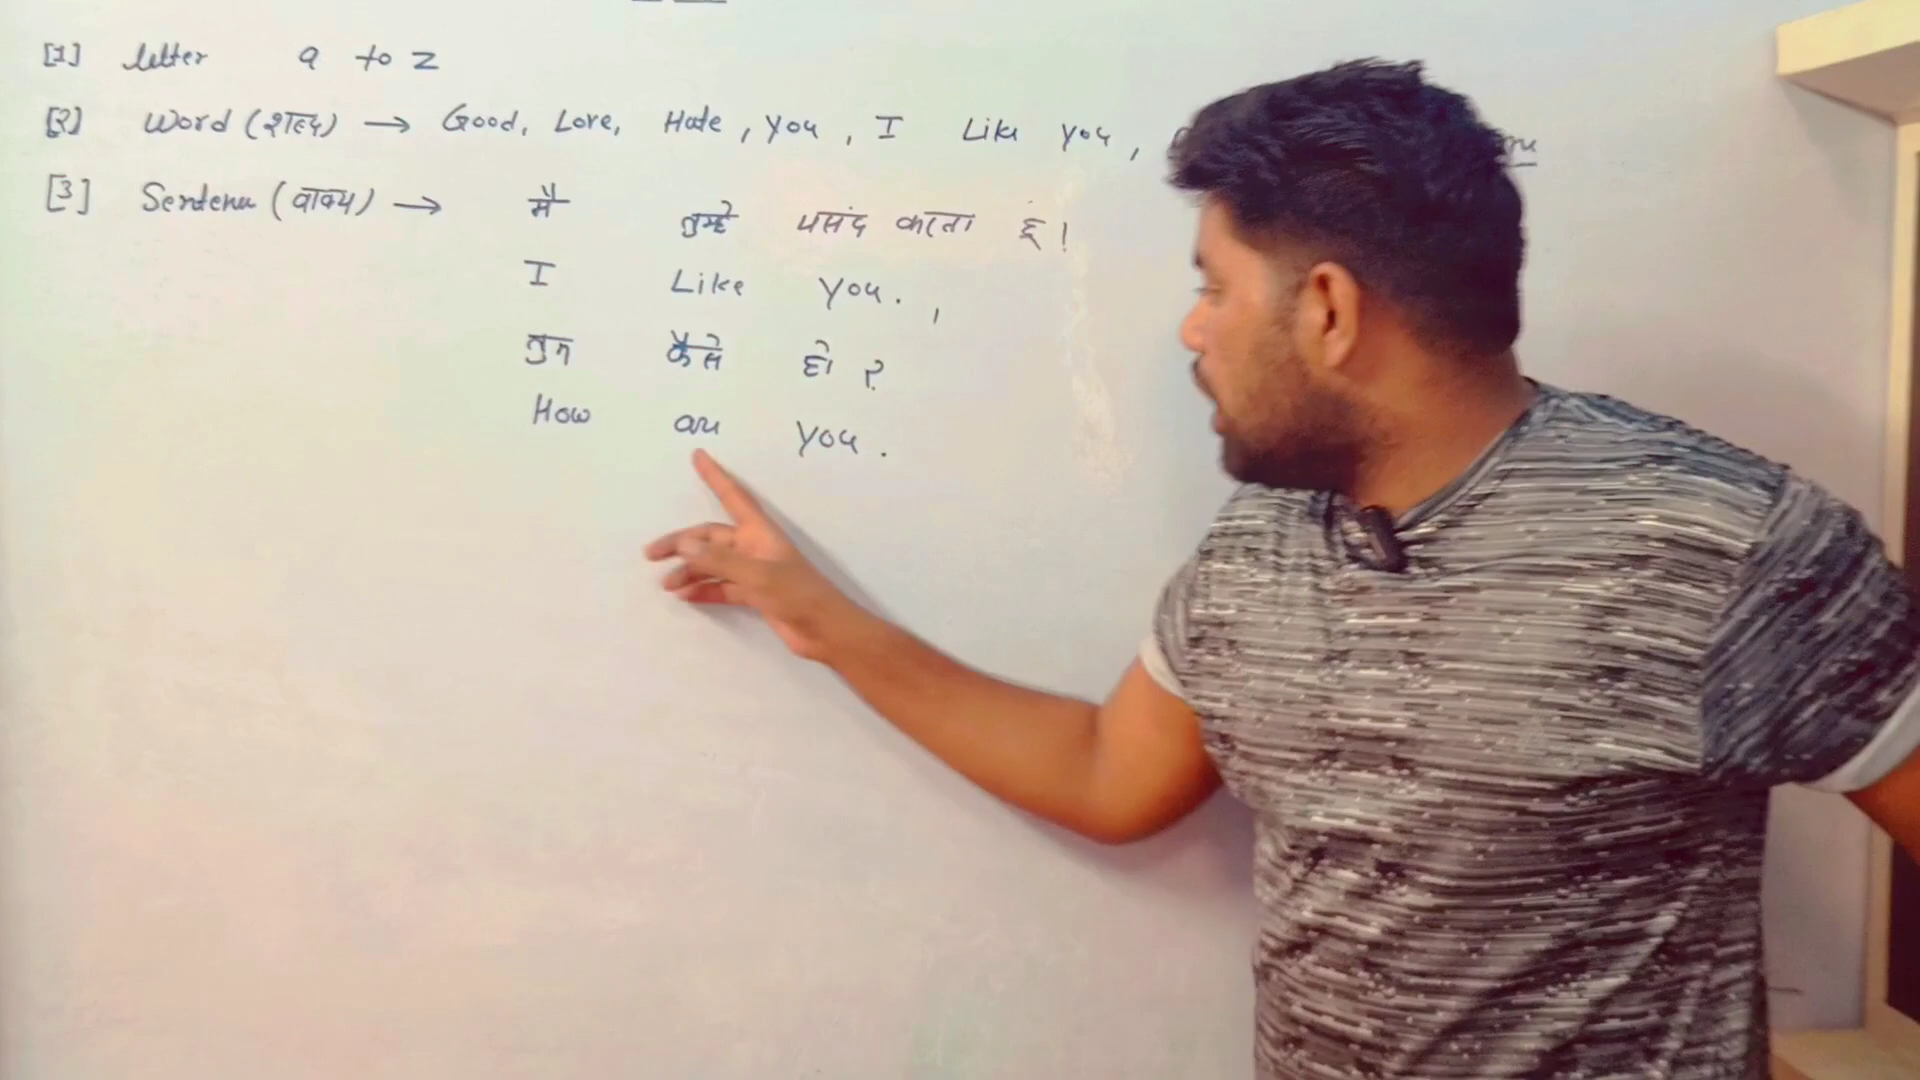 [1] letter a to z
[2] Word (शब्द) → Good, Love, Hate, you, I Like you,
[3] Sentence (वाक्य) → मैं तुम्हे पसंद करता हूं।
I Like you. ,
तुम कैसे हो ?
How are you.